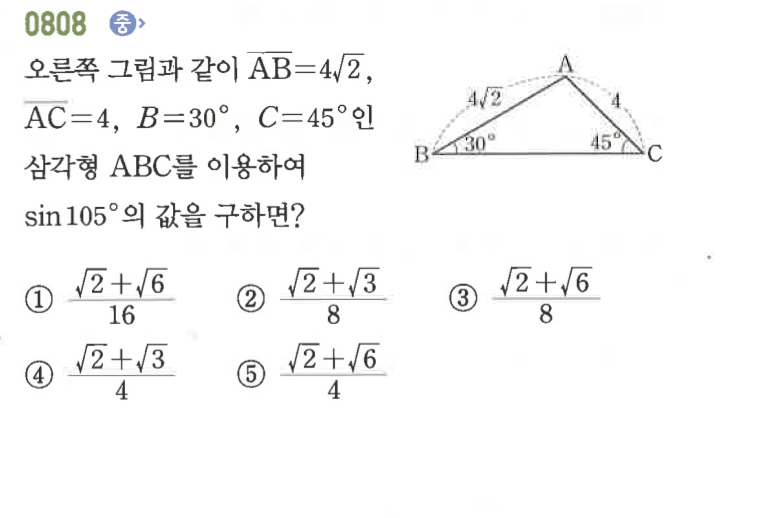 0808 중
오른쪽 그림과 같이 $\overline{AB}=4\sqrt{2}$,
$\overline{AC}=4$, $B=30°$, $C=45°$인
삼각형 ABC를 이용하여
sin 105°의 값을 구하면?
A
4√2
4
B
30°
45°
C
① $\frac{\sqrt{2}+\sqrt{6}}{16}$ ② $\frac{\sqrt{2}+\sqrt{3}}{8}$ ③ $\frac{\sqrt{2}+\sqrt{6}}{8}$
④ $\frac{\sqrt{2}+\sqrt{3}}{4}$ ⑤ $\frac{\sqrt{2}+\sqrt{6}}{4}$